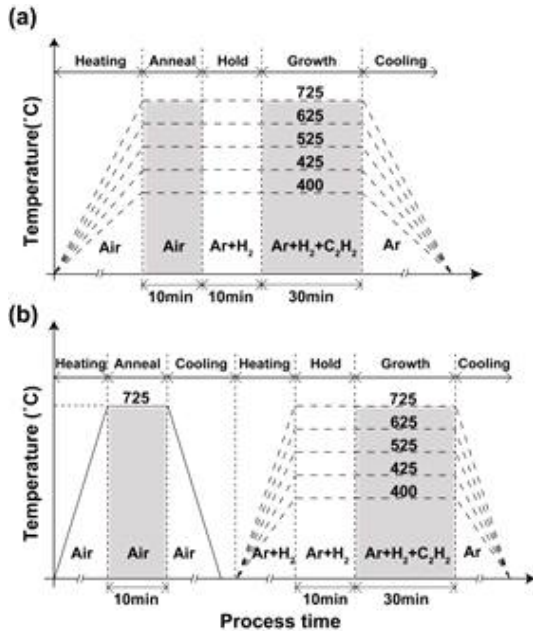 (a)
Heating Anneal Hold Growth Cooling
Temperature(°C)
725
625
525
425
400
Air Air Ar+H₂ Ar+H₂+C₂H₂ Ar
10min 10min 30min
(b)
Heating Anneal Cooling Heating Hold Growth Cooling
Temperature (°C)
725 725
625
525
425
400
Air Air Air Ar+H₂ Ar+H₂ Ar+H₂+C₂H₂ Ar
10min 10min 30min
Process time